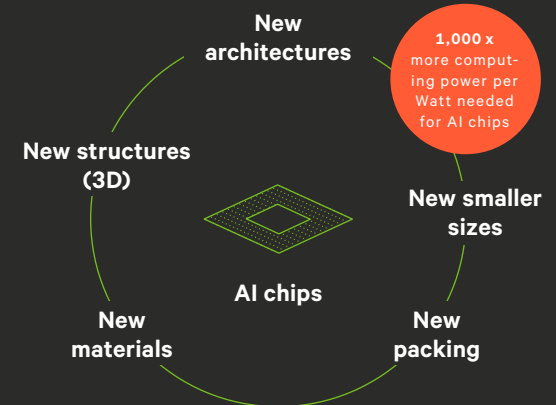 New
architectures
1,000 x
more comput-
ing power per
Watt needed
for AI chips
New structures
(3D)
New smaller
sizes
AI chips
New
materials
New
packing